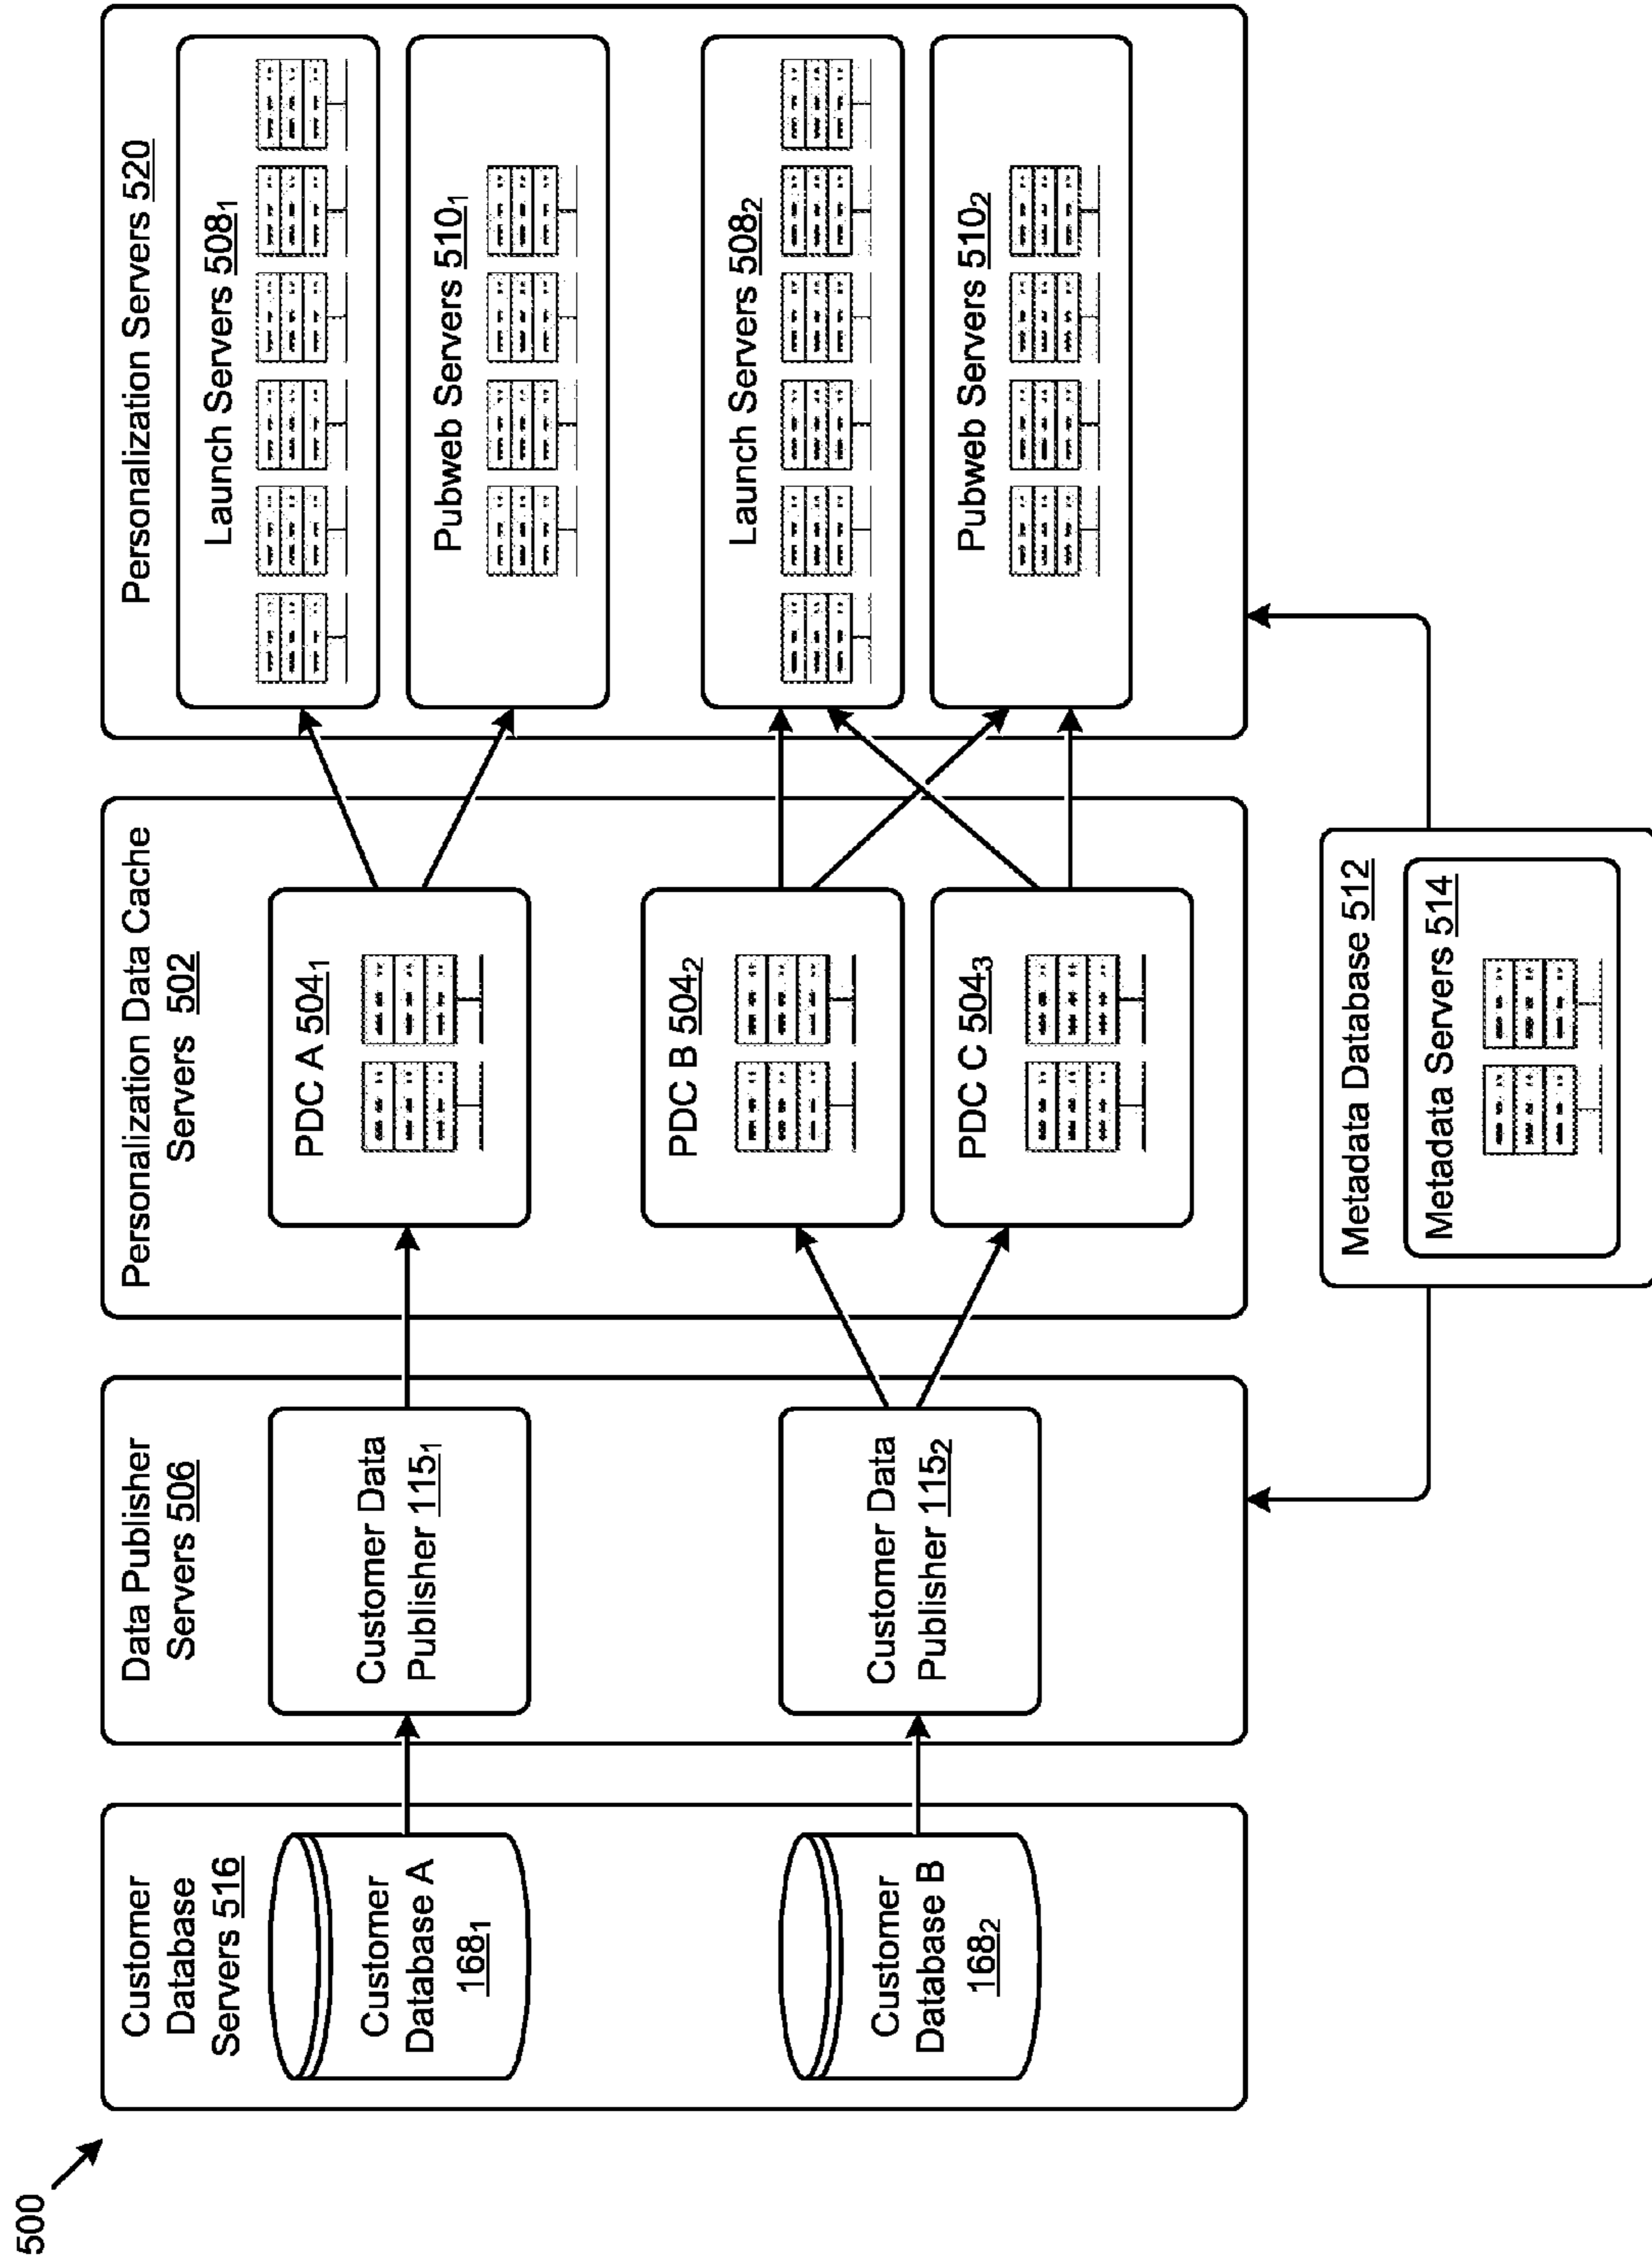 500
Customer
Database
Servers 516
Customer
Database A
168₁
Customer
Database B
168₂
Data Publisher
Servers 506
Customer Data
Publisher 115₁
Customer Data
Publisher 115₂
Personalization Data Cache
Servers 502
PDC A 504₁
PDC B 504₂
PDC C 504₃
Personalization Servers 520
Launch Servers 508₁
Pubweb Servers 510₁
Launch Servers 508₂
Pubweb Servers 510₂
Metadata Database 512
Metadata Servers 514